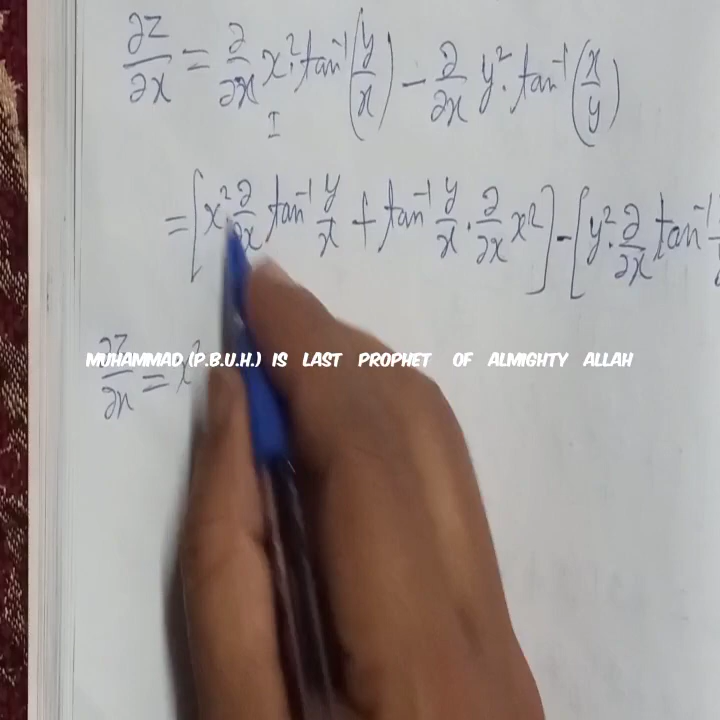 ∂z/∂x = ∂/∂x x². tan⁻¹(y/x) − ∂/∂x y². tan⁻¹(x/y)
I
= [x² ∂/∂x tan⁻¹ y/x + tan⁻¹ y/x . ∂/∂x x²] − [y². ∂/∂x tan⁻¹
MUHAMMAD (P.B.U.H.) IS LAST PROPHET OF ALMIGHTY ALLAH
∂z/∂x = x²